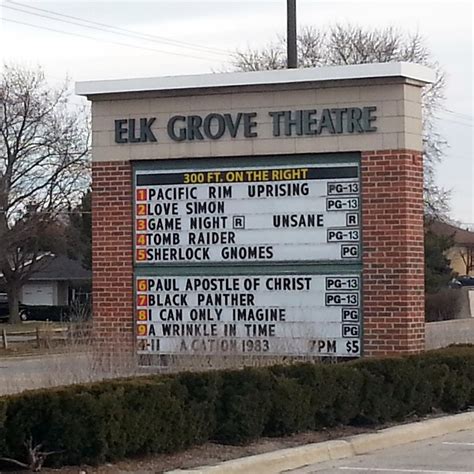 ELK GROVE THEATRE
300 FT. ON THE RIGHT
1 PACIFIC RIM UPRISING PG-13
2 LOVE SIMON
3 GAME NIGHT R UNSANE R
4 TOMB RAIDER PG-13
5 SHERLOCK GNOMES PG
6 PAUL APOSTLE OF CHRIST PG-13
7 BLACK PANTHER PG-13
8 I CAN ONLY IMAGINE PG
9 A WRINKLE IN TIME PG
4-11 A CATION 1983 7PM $5